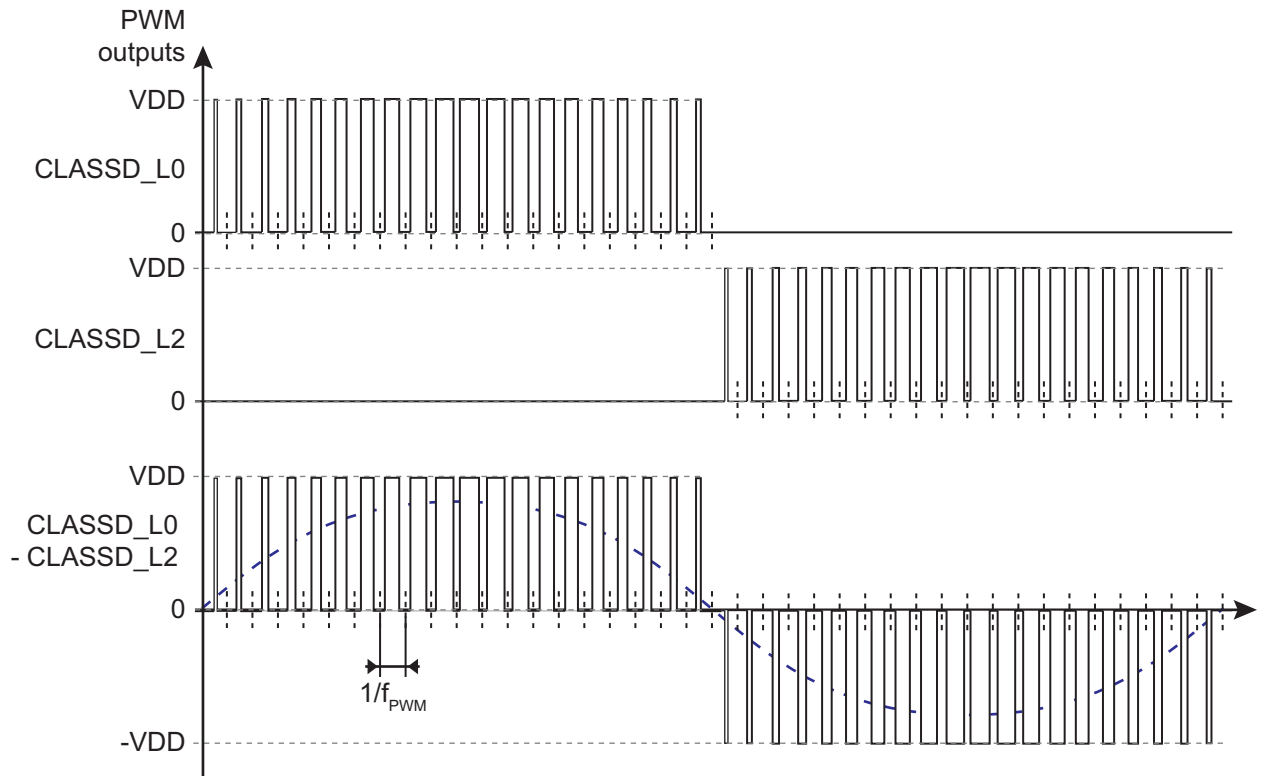 PWM
outputs
VDD
CLASSD_L0
0
VDD
CLASSD_L2
0
VDD
CLASSD_L0
- CLASSD_L2
0
1/fPWM
-VDD